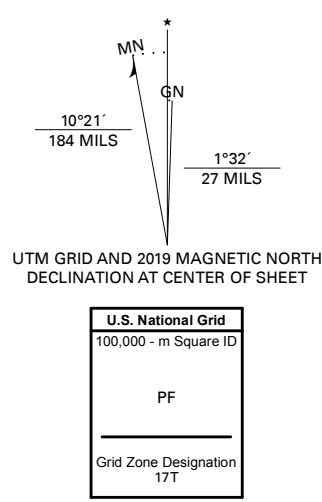 ★
MN
GN
10°21´
184 MILS
1°32´
27 MILS
UTM GRID AND 2019 MAGNETIC NORTH
DECLINATION AT CENTER OF SHEET
U.S. National Grid
100,000 - m Square ID
PF
Grid Zone Designation
17T